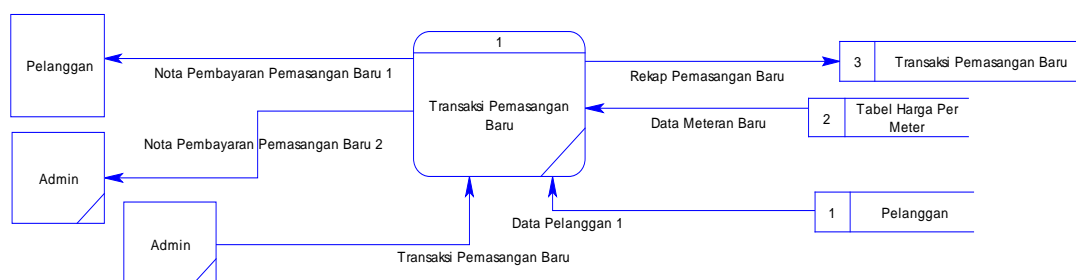 1
Pelanggan
Nota Pembayaran Pemasangan Baru 1
Transaksi Pemasangan
Baru
Rekap Pemasangan Baru
3
Transaksi Pemasangan Baru
Data Meteran Baru
2
Tabel Harga Per
Meter
Nota Pembayaran Pemasangan Baru 2
Admin
Admin
Transaksi Pemasangan Baru
Data Pelanggan 1
1
Pelanggan